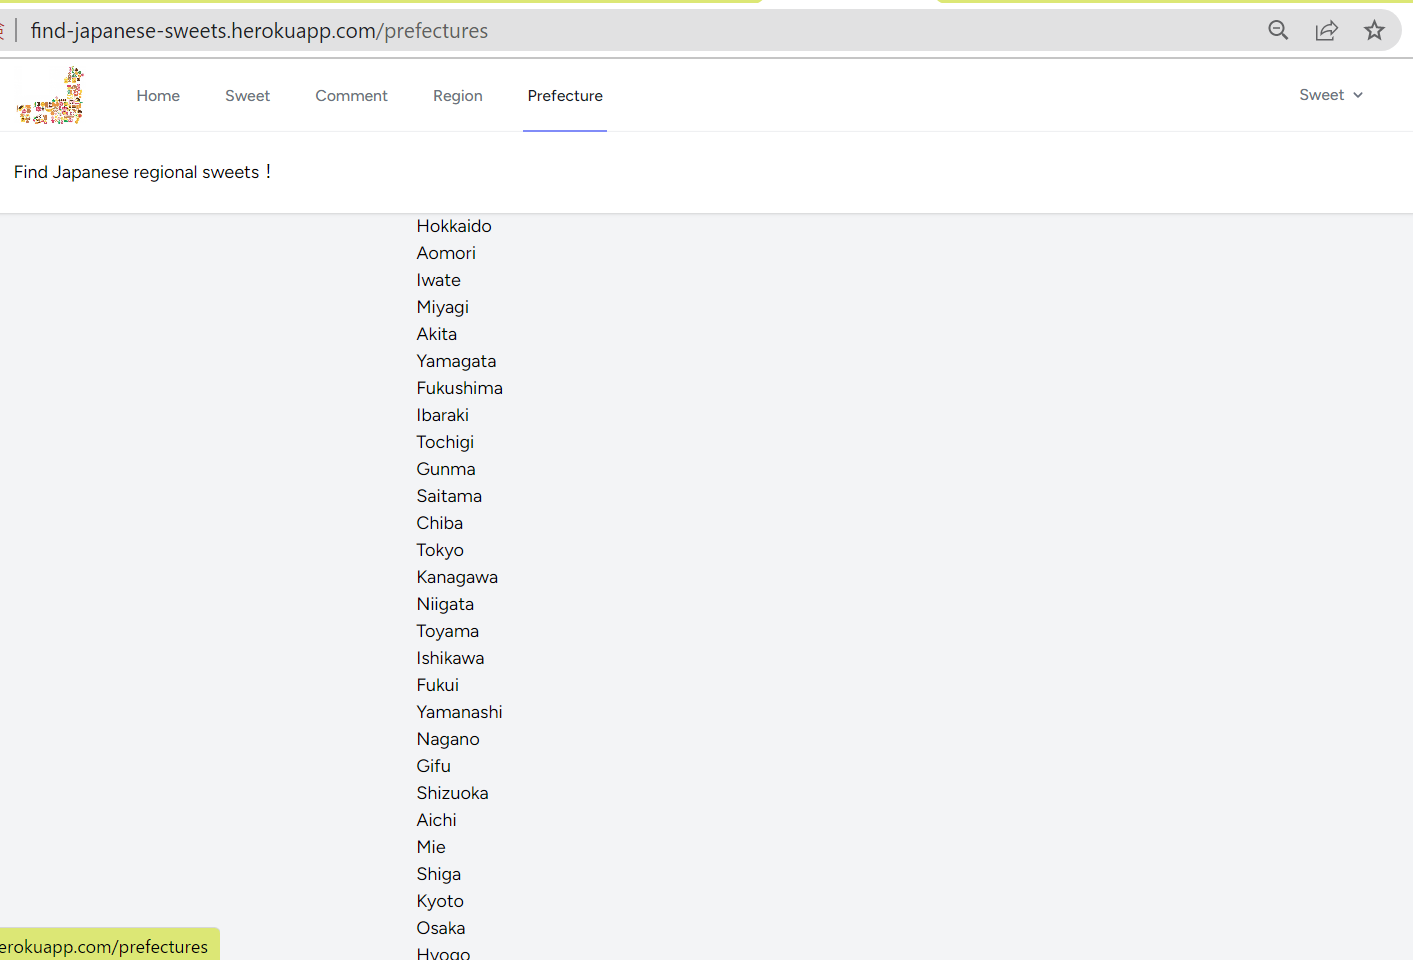 find-japanese-sweets.herokuapp.com/prefectures
Home Sweet Comment Region Prefecture Sweet
Find Japanese regional sweets！
Hokkaido
Aomori
Iwate
Miyagi
Akita
Yamagata
Fukushima
Ibaraki
Tochigi
Gunma
Saitama
Chiba
Tokyo
Kanagawa
Niigata
Toyama
Ishikawa
Fukui
Yamanashi
Nagano
Gifu
Shizuoka
Aichi
Mie
Shiga
Kyoto
Osaka
Hyogo
erokuapp.com/prefectures